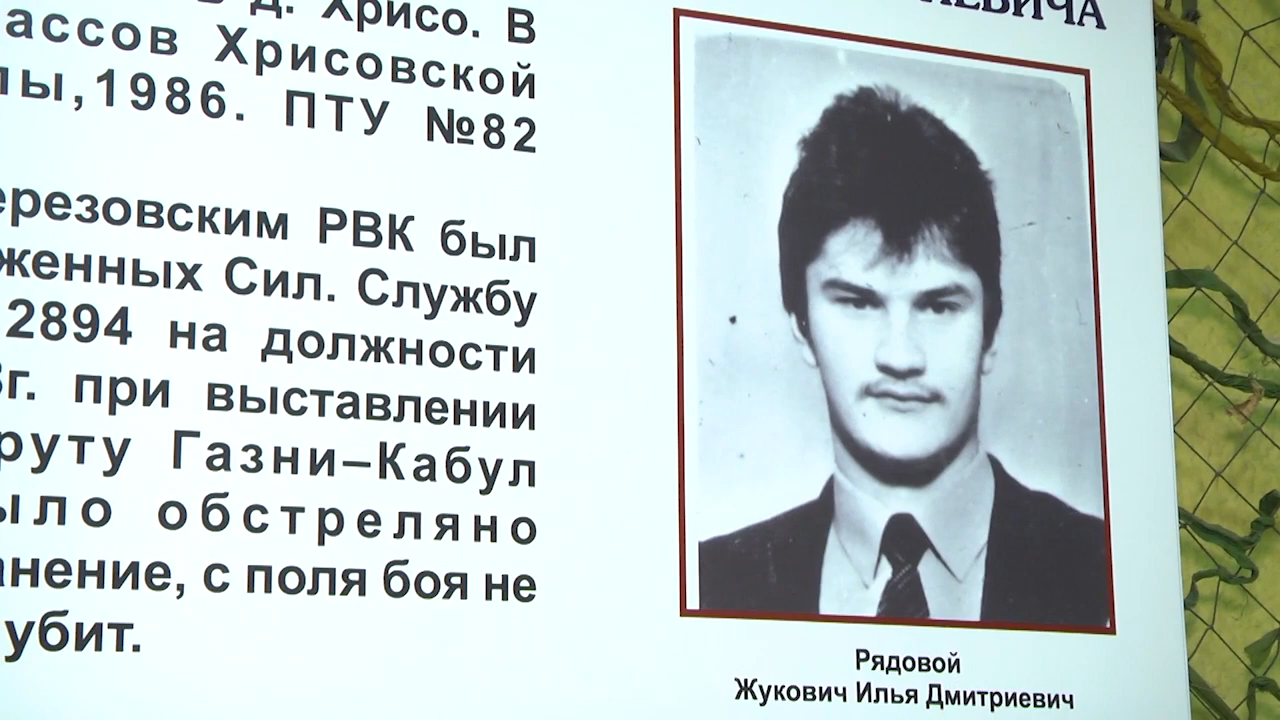 д. Хрисо. В
ассов Хрисовской
лы,1986. ПТУ №82
ерезовским РВК был
женных Сил. Службу
2894 на должности
г. при выставлении
руту Газни–Кабул
ыло обстреляно
анение, с поля боя не
убит.
ЕВИЧА
Рядовой
Жукович Илья Дмитриевич